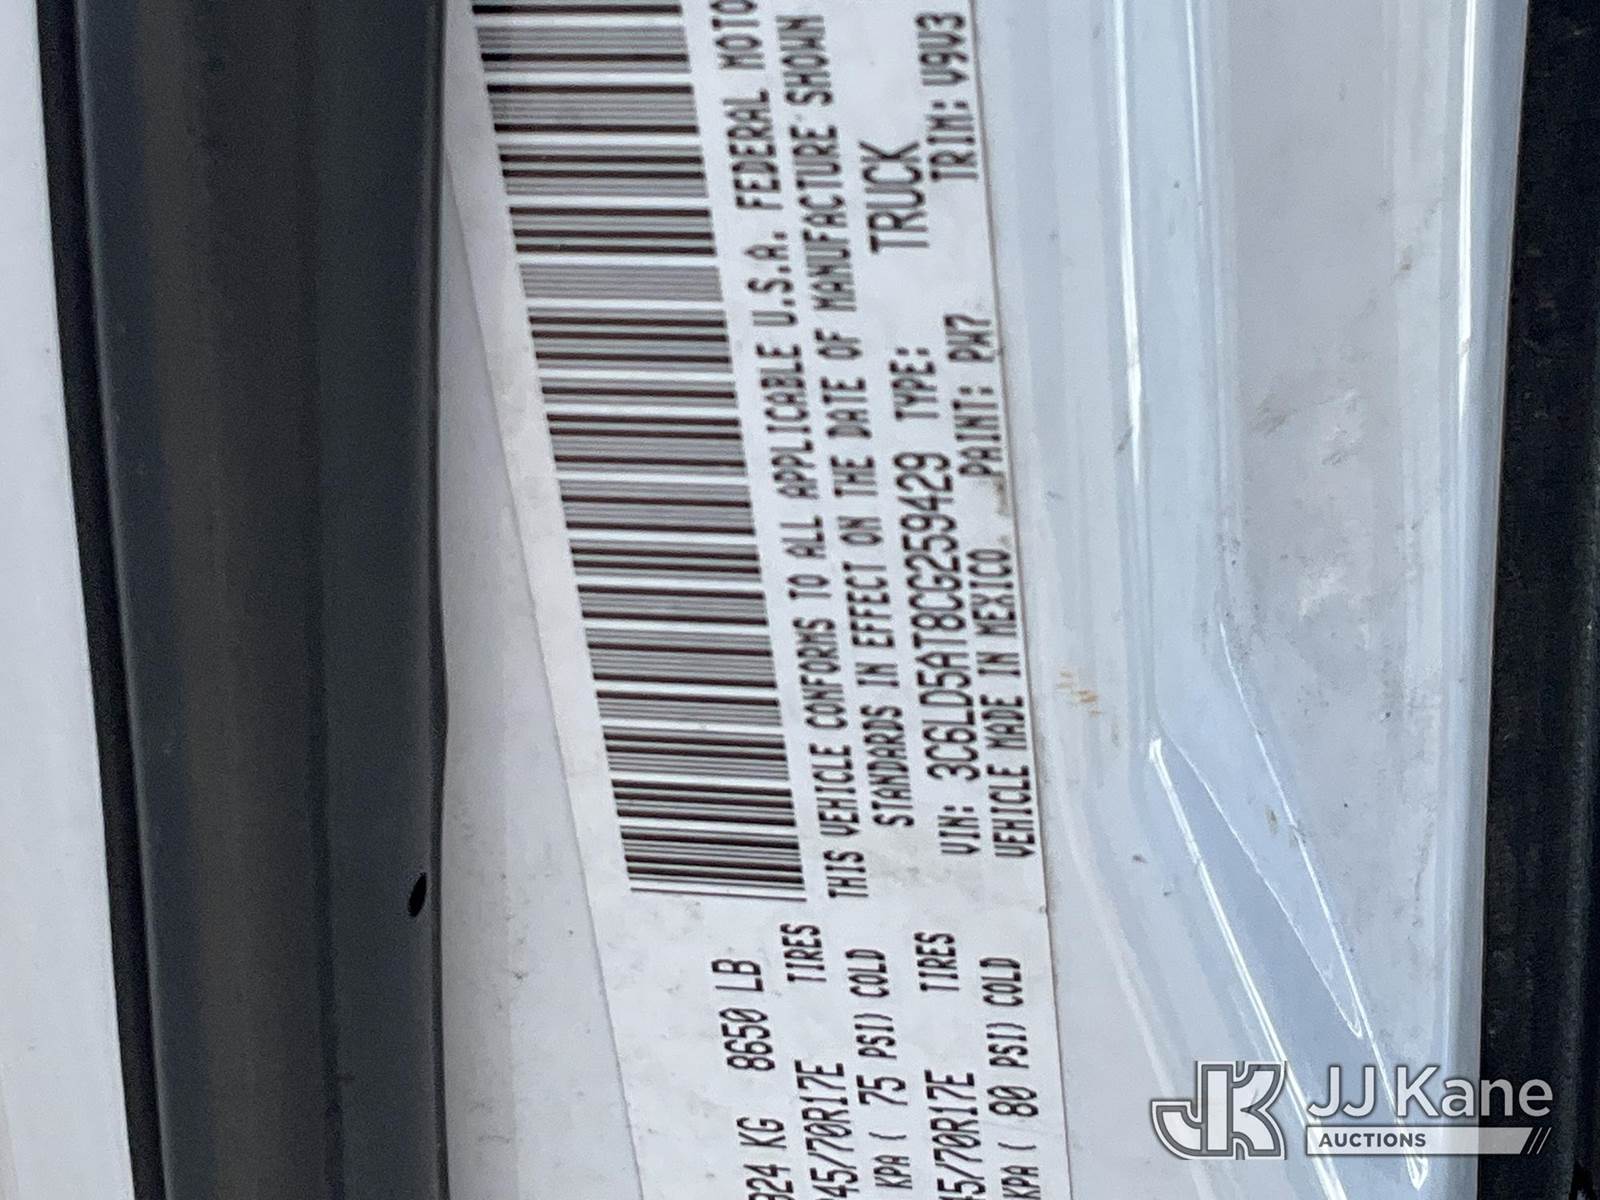 924 KG 8650 LB
45/70R17E TIRES
KPA ( 75 PSI) COLD
45/70R17E TIRES
KPA ( 80 PSI) COLD
THIS VEHICLE CONFORMS TO ALL APPLICABLE U.S.A. FEDERAL MOTO
STANDARDS IN EFFECT ON THE DATE OF MANUFACTURE SHOWN
VIN: 3C6LD5AT8CG259429 TYPE: TRUCK
VEHICLE MADE IN MEXICO PAINT: PW7 TRIM: V9V3
JJ Kane
AUCTIONS